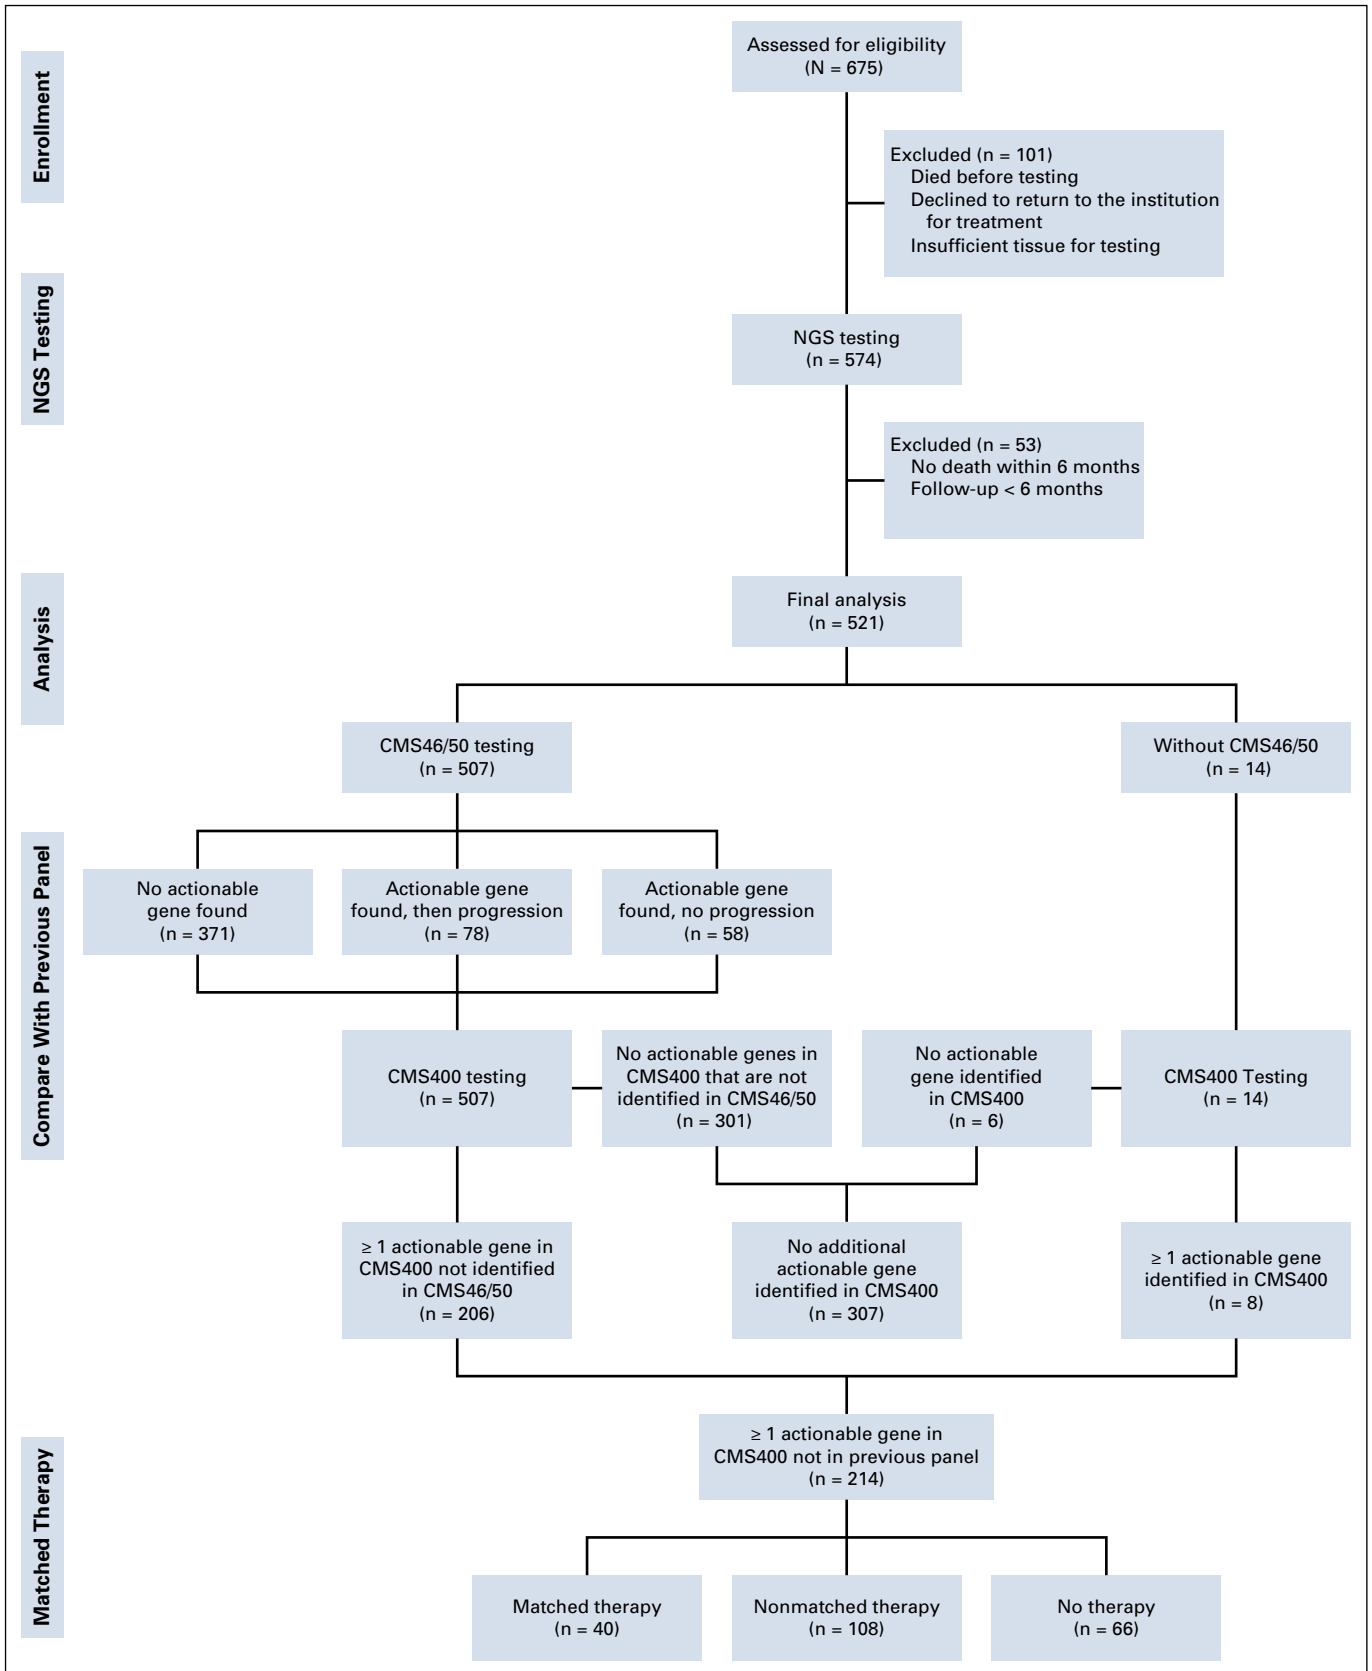 Enrollment
Assessed for eligibility
(N = 675)
Excluded (n = 101)
Died before testing
Declined to return to the institution
for treatment
Insufficient tissue for testing
NGS Testing
NGS testing
(n = 574)
Excluded (n = 53)
No death within 6 months
Follow-up < 6 months
Analysis
Final analysis
(n = 521)
CMS46/50 testing
(n = 507)
Without CMS46/50
(n = 14)
Compare With Previous Panel
No actionable
gene found
(n = 371)
Actionable gene
found, then progression
(n = 78)
Actionable gene
found, no progression
(n = 58)
CMS400 testing
(n = 507)
No actionable genes in
CMS400 that are not
identified in CMS46/50
(n = 301)
No actionable
gene identified
in CMS400
(n = 6)
CMS400 Testing
(n = 14)
≥ 1 actionable gene in
CMS400 not identified
in CMS46/50
(n = 206)
No additional
actionable gene
identified in CMS400
(n = 307)
≥ 1 actionable gene
identified in CMS400
(n = 8)
Matched Therapy
≥ 1 actionable gene in
CMS400 not in previous panel
(n = 214)
Matched therapy
(n = 40)
Nonmatched therapy
(n = 108)
No therapy
(n = 66)